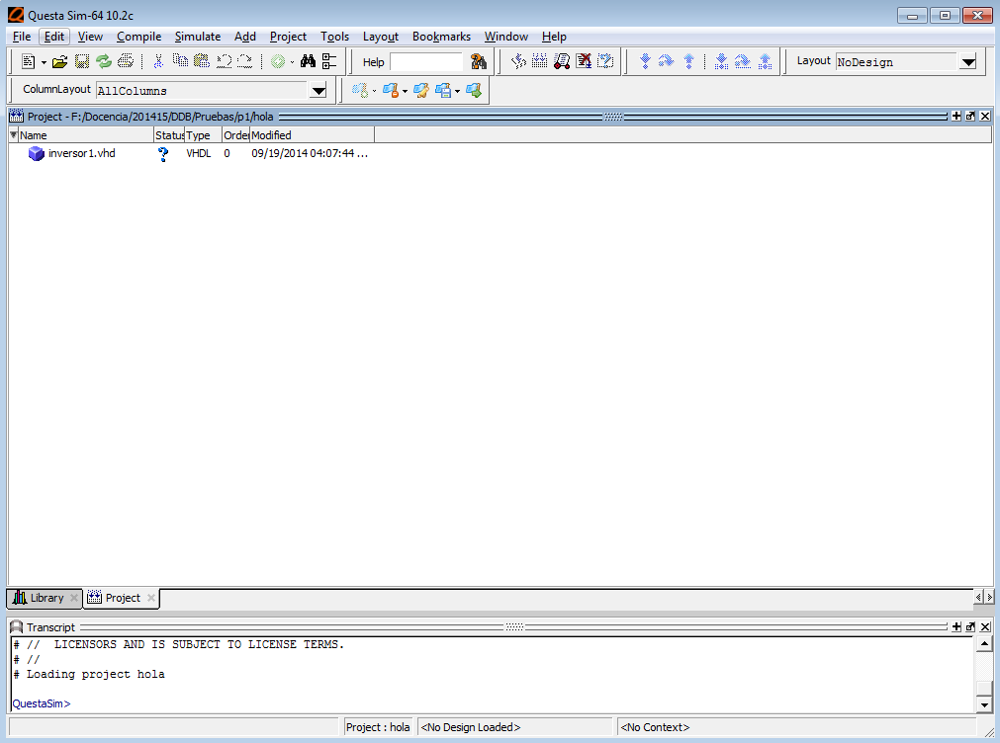 Questa Sim-64 10.2c
File Edit View Compile Simulate Add Project Tools Layout Bookmarks Window Help
Help Layout NoDesign
ColumnLayout AllColumns
Project - F:/Docencia/201415/DDB/Pruebas/p1/hola
Name Status Type Order Modified
inversor1.vhd ? VHDL 0 09/19/2014 04:07:44 ...
Library Project
Transcript
# // LICENSORS AND IS SUBJECT TO LICENSE TERMS.
# //
# Loading project hola
QuestaSim>
Project : hola <No Design Loaded> <No Context>